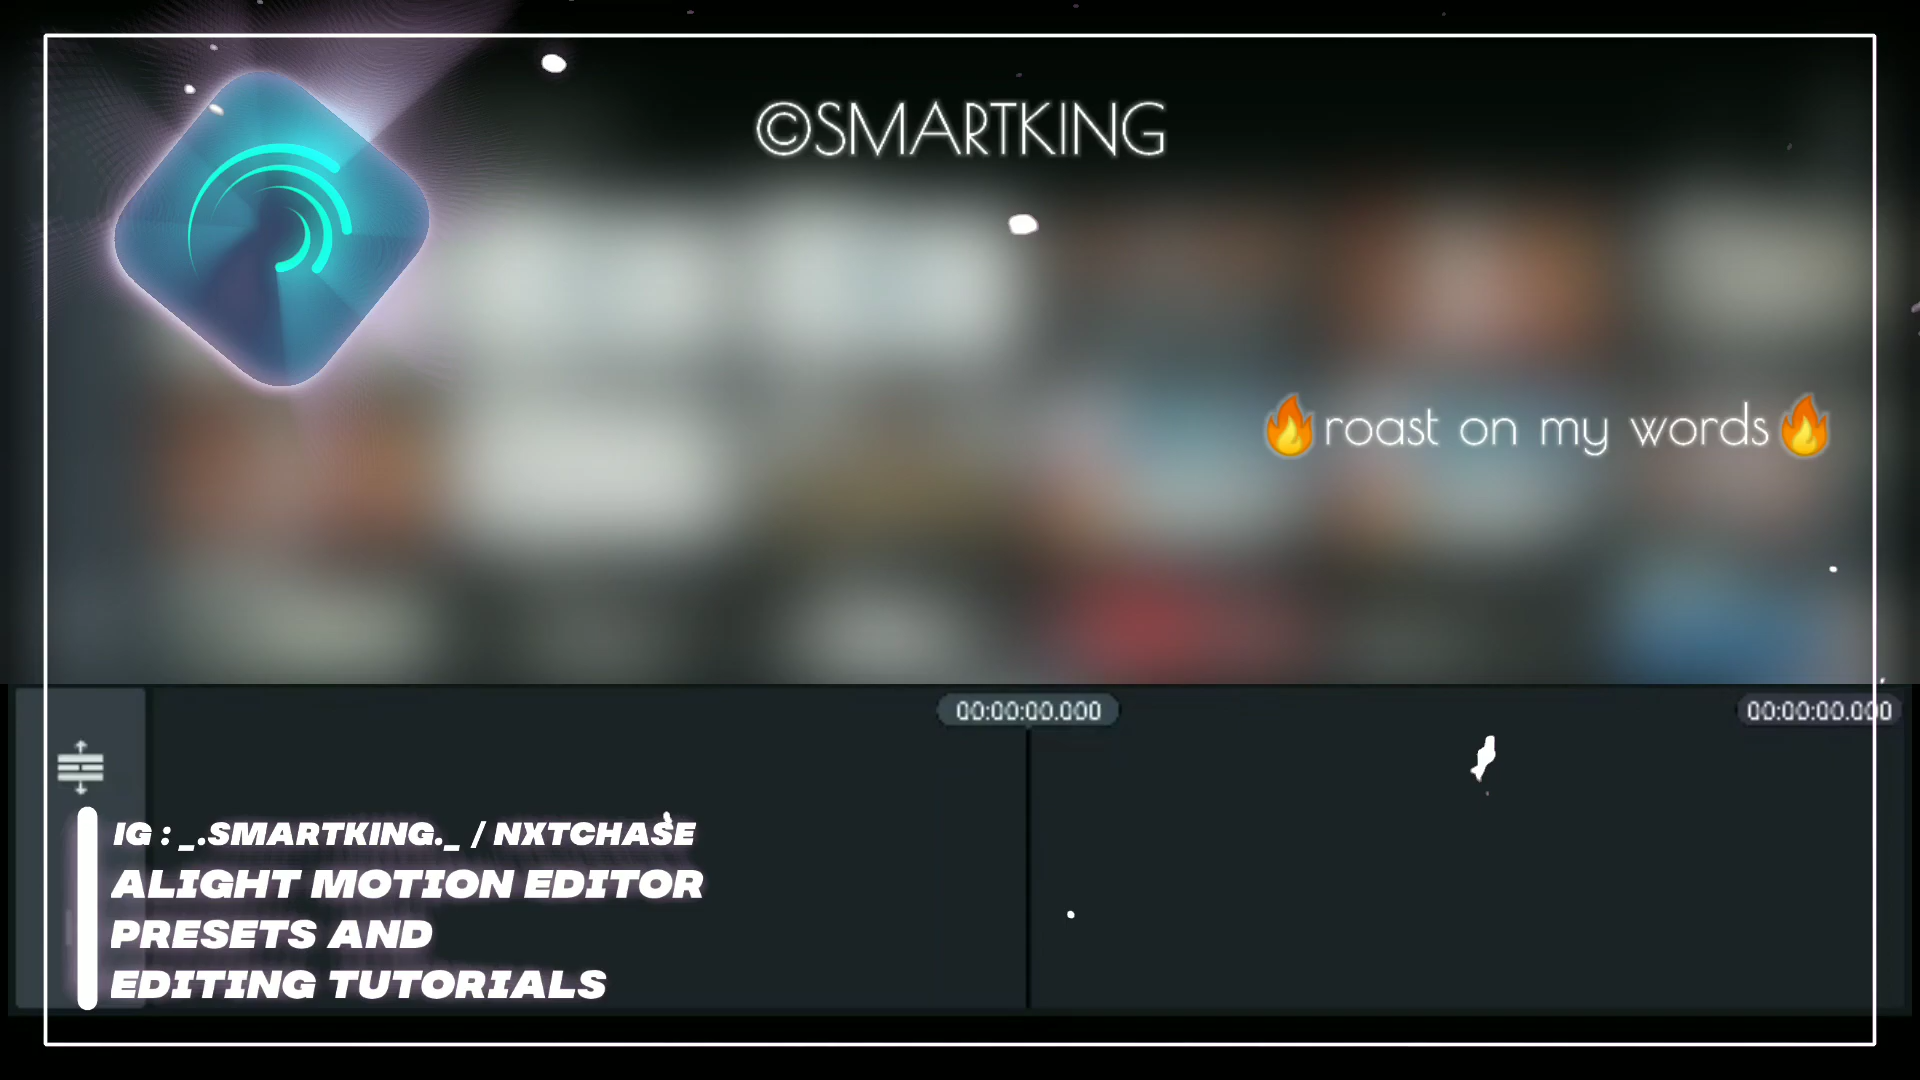 ©SMARTKING
🔥roast on my words🔥
00:00:00.000
00:00:00.000
IG : _.SMARTKING._ / NXTCHASE
ALIGHT MOTION EDITOR
PRESETS AND
EDITING TUTORIALS